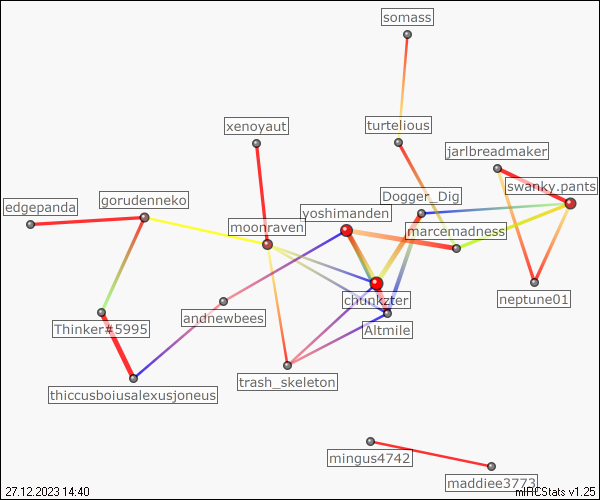 somass
xenoyaut
turtelious
jarlbreadmaker
swanky.pants
Dogger_Dig
gorudenneko
edgepanda
yoshimanden
moonraven
marcemadness
chunkzter
neptune01
andnewbees
Thinker#5995
Altmile
trash_skeleton
thiccusboiusalexusjoneus
mingus4742
maddiee3773
27.12.2023 14:40
mIRCStats v1.25